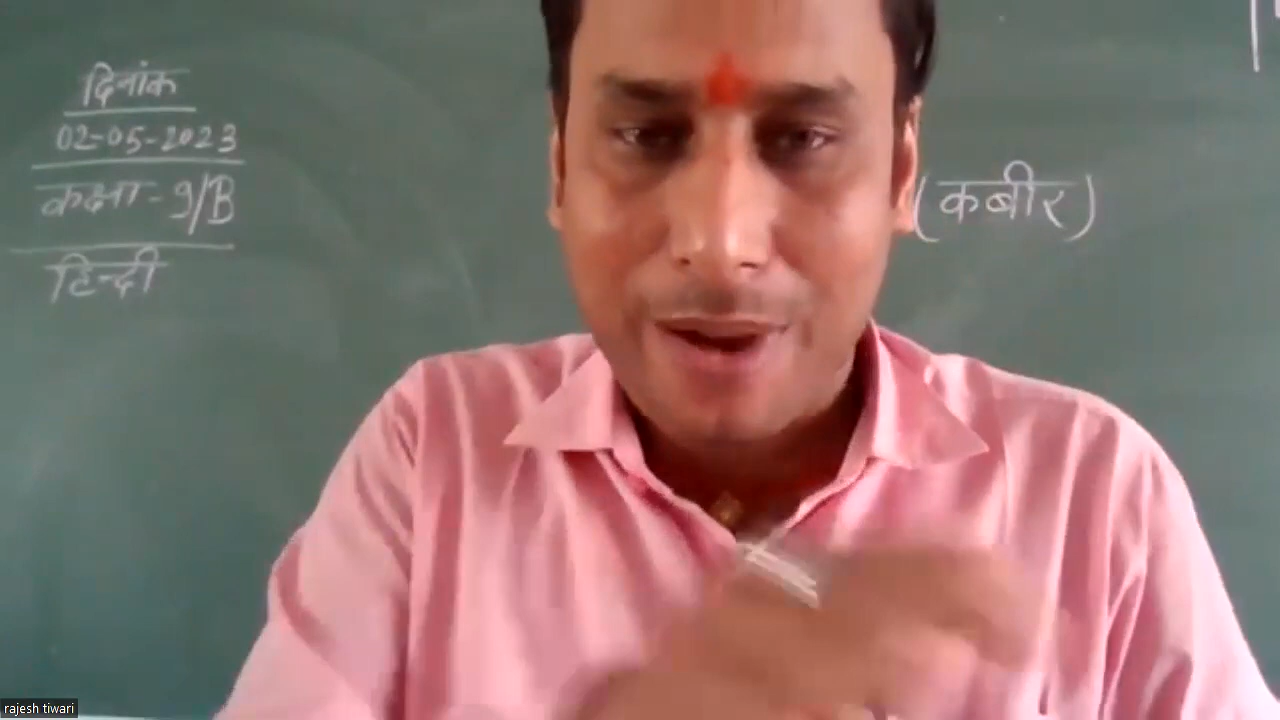 दिनांक
02-05-2023
कक्षा - 9/B
हिन्दी
(कबीर)
rajesh tiwari